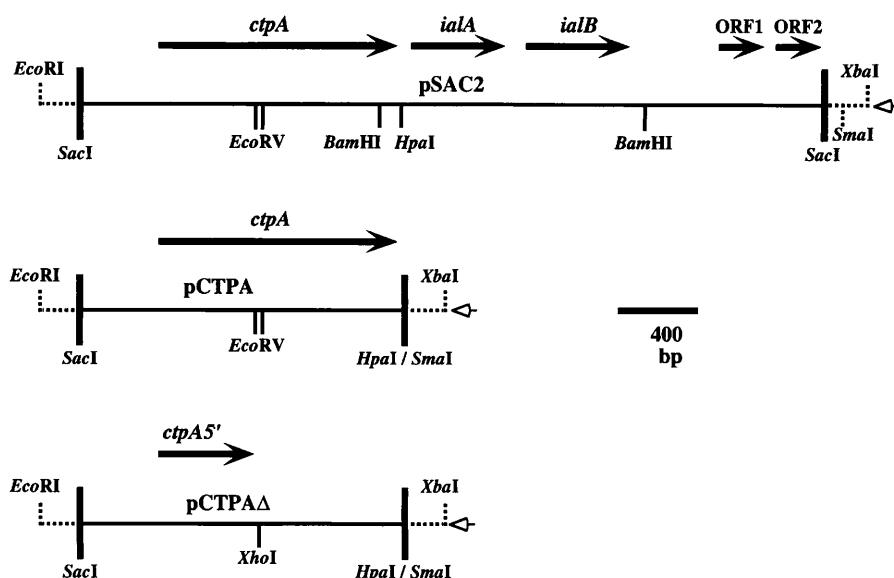 ctpA ialA ialB ORF1 ORF2
EcoRI XbaI
pSAC2
EcoRV BamHI HpaI BamHI SmaI
SacI SacI
ctpA
EcoRI XbaI
pCTPA
EcoRV
SacI HpaI / SmaI
400
bp
ctpA5'
EcoRI XbaI
pCTPAΔ
XhoI
SacI HpaI / SmaI